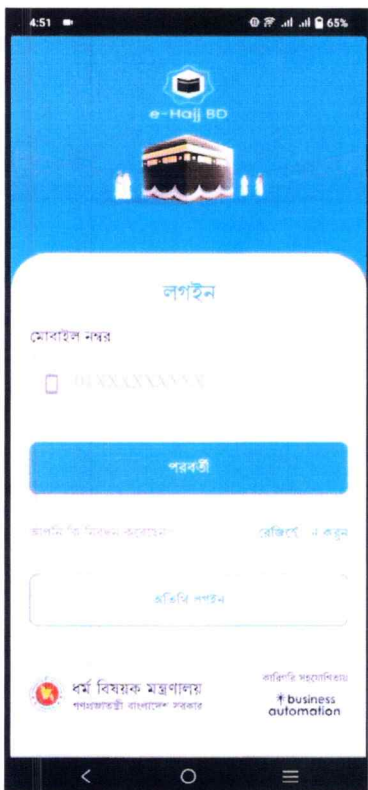 4:51
65%
e-Hajj BD
লগইন
মোবাইল নম্বর
পরবর্তী
আপনি কি নিবন্ধন করেছেন?
করুন
অতিথি লগইন
ধর্ম বিষয়ক মন্ত্রণালয়
গণপ্রজাতন্ত্রী বাংলাদেশ সরকার
কারিগরি সহযোগিতায়
business
automation